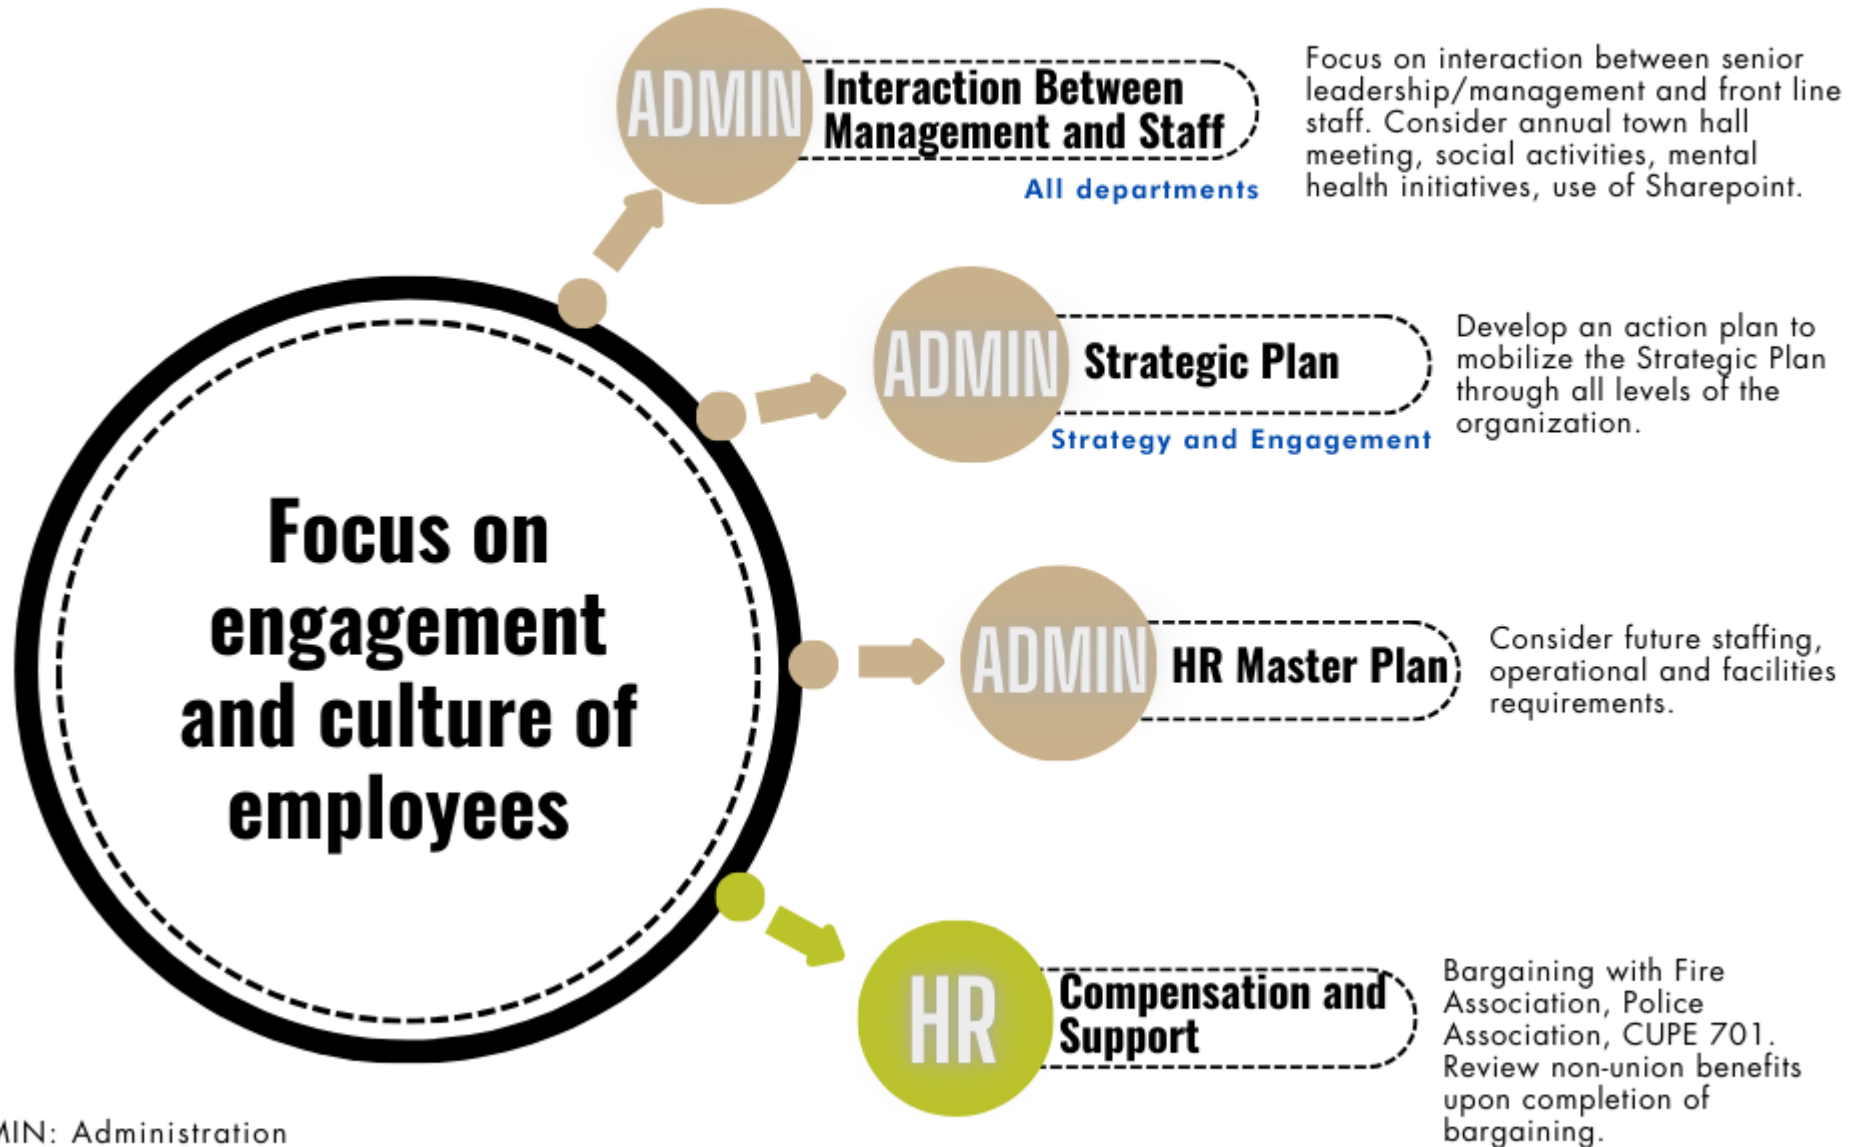 ADMIN
Interaction Between
Management and Staff
All departments
Focus on interaction between senior
leadership/management and front line
staff. Consider annual town hall
meeting, social activities, mental
health initiatives, use of Sharepoint.
ADMIN
Strategic Plan
Strategy and Engagement
Develop an action plan to
mobilize the Strategic Plan
through all levels of the
organization.
Focus on
engagement
and culture of
employees
ADMIN
HR Master Plan
Consider future staffing,
operational and facilities
requirements.
HR
Compensation and
Support
Bargaining with Fire
Association, Police
Association, CUPE 701.
Review non-union benefits
upon completion of
bargaining.
MIN: Administration